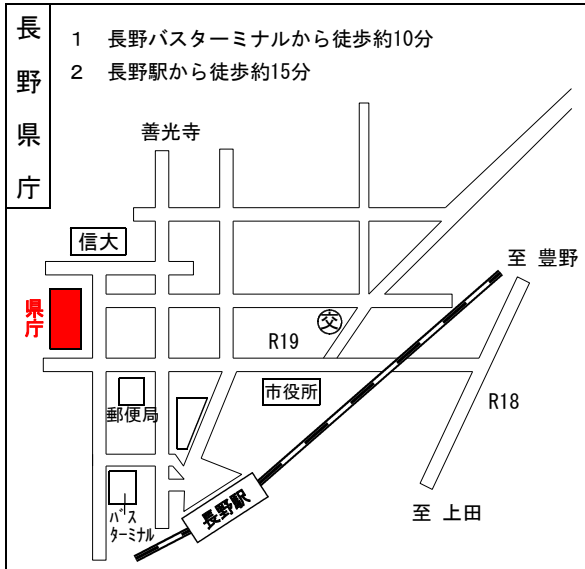 長野県庁
1 長野バスターミナルから徒歩約10分
2 長野駅から徒歩約15分
善光寺
信大
至 豊野
県庁
交
R19
市役所
郵便局
R18
長野駅
バス
ターミナル
至 上田